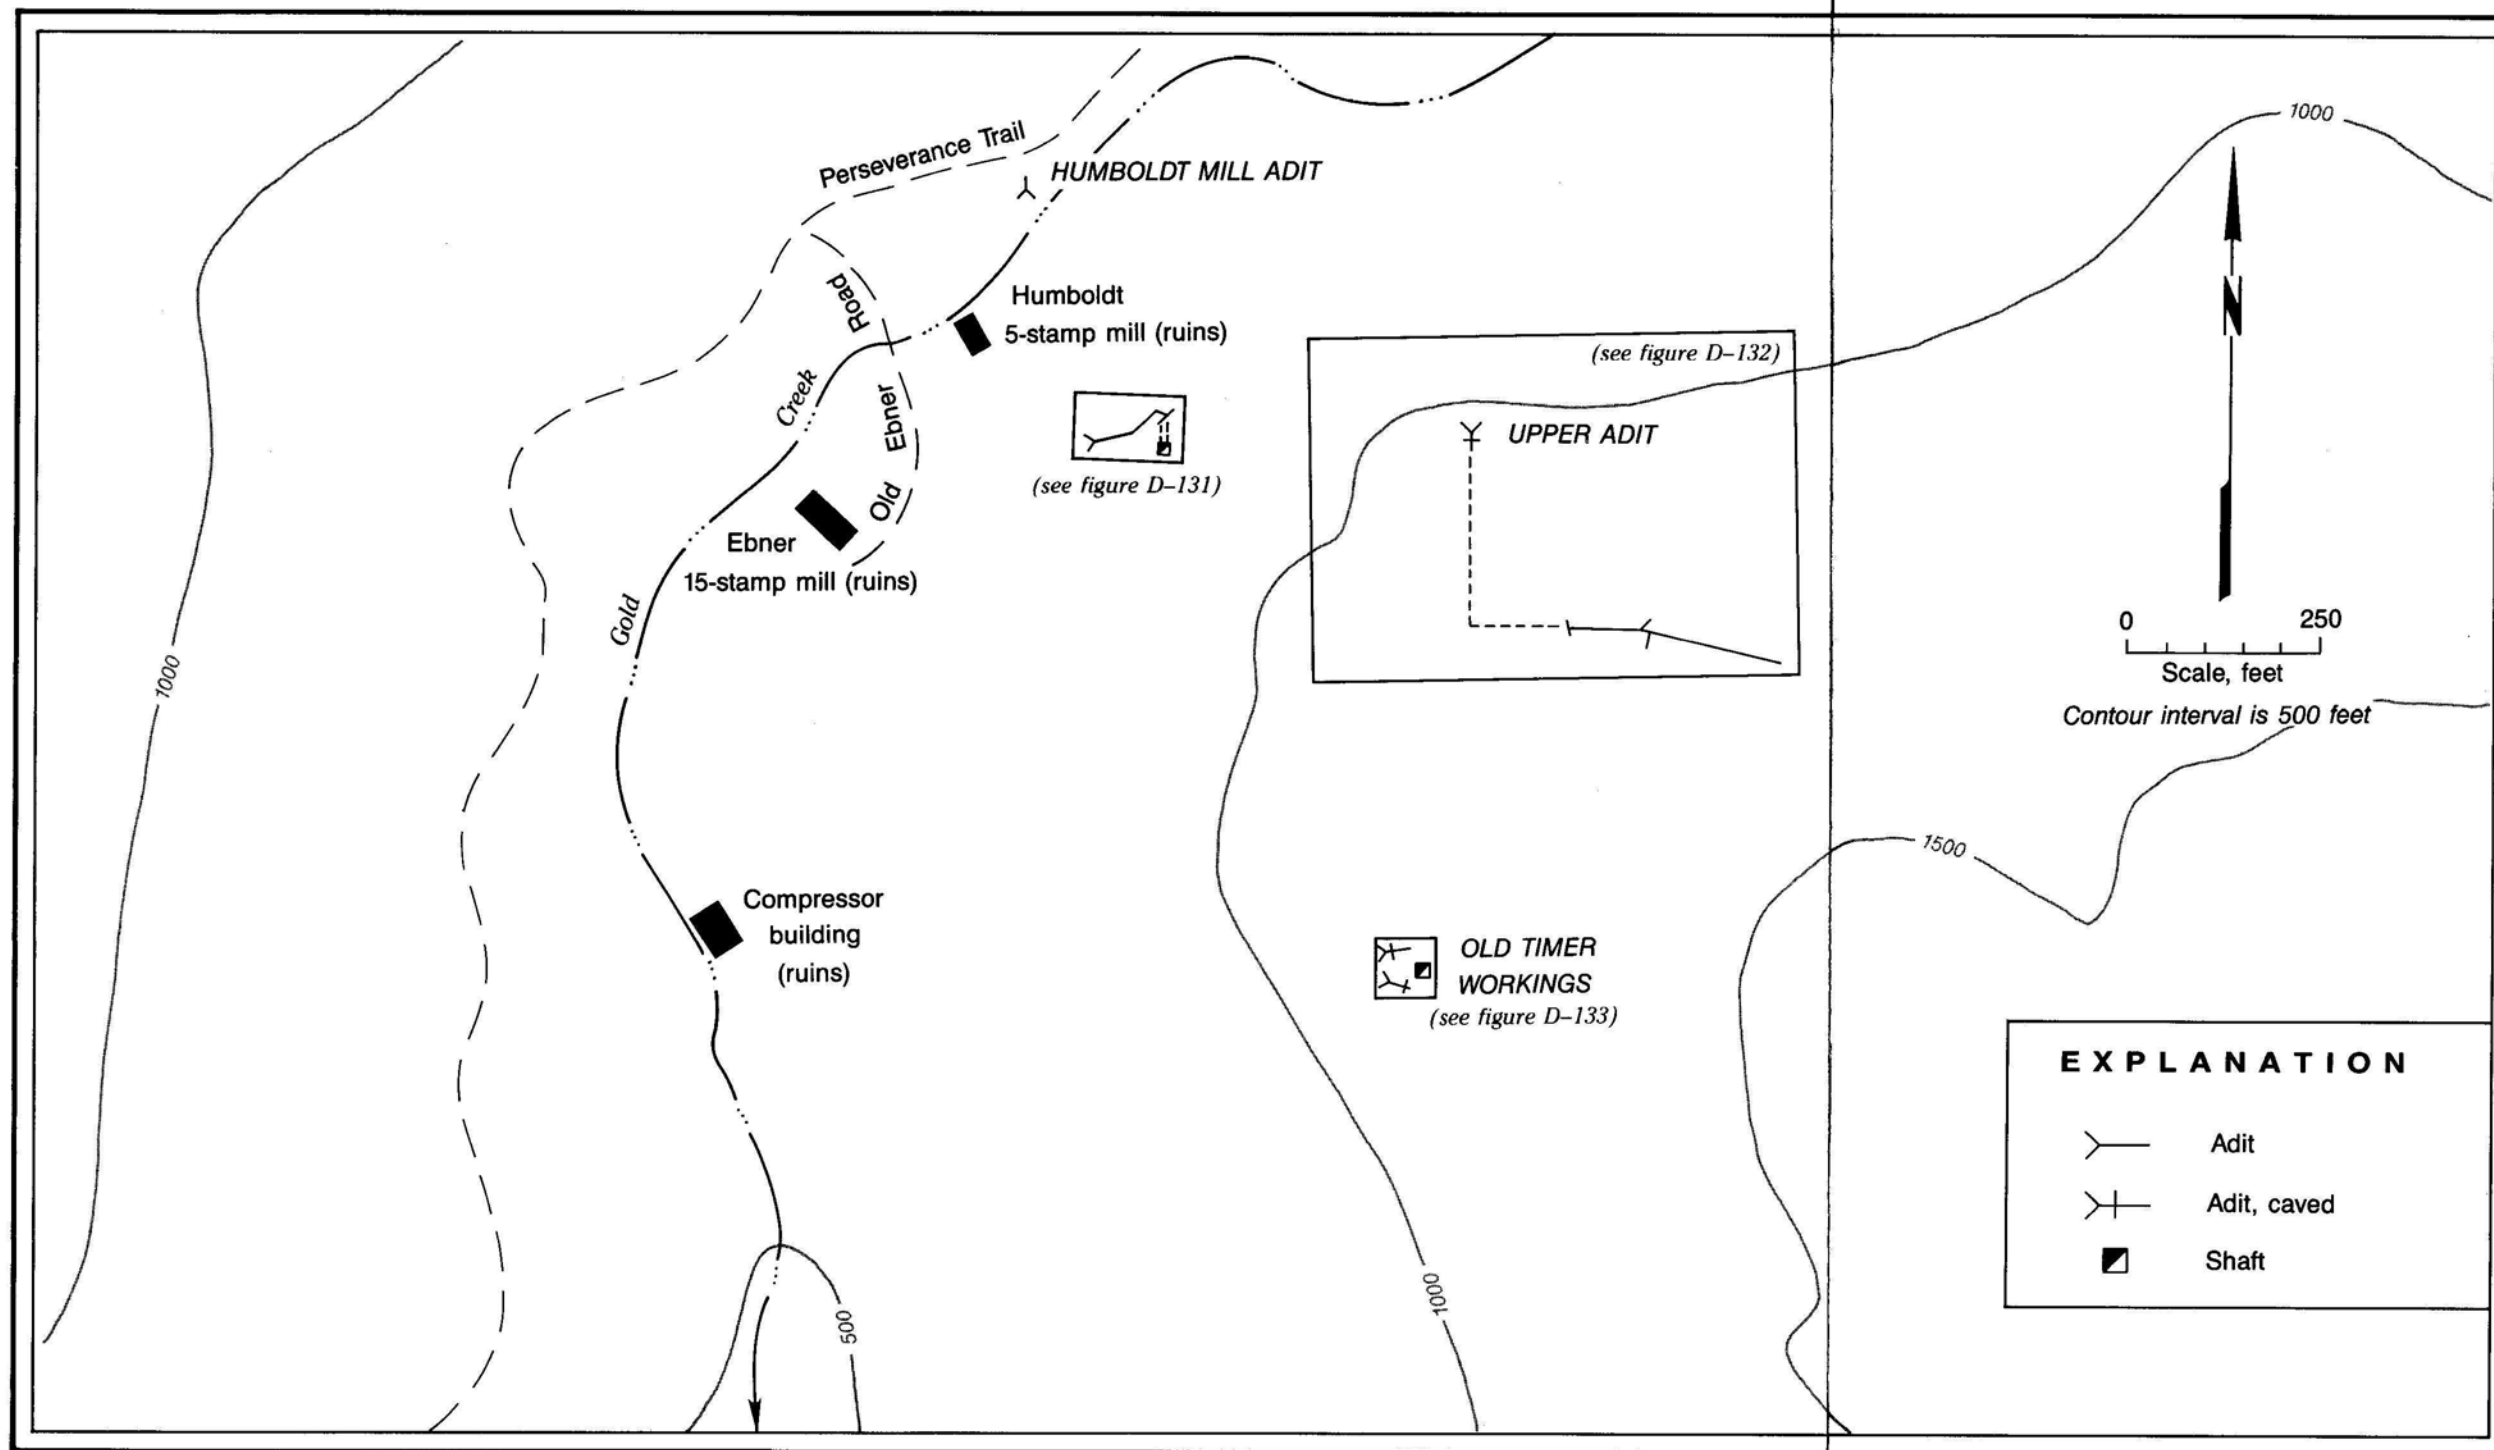 1000
Perseverance Trail
HUMBOLDT MILL ADIT
Road
Humboldt
5-stamp mill (ruins)
(see figure D–132)
Creek
Ebner
UPPER ADIT
(see figure D–131)
Old
Ebner
15-stamp mill (ruins)
Gold
N
0 250
Scale, feet
Contour interval is 500 feet
1000
1500
Compressor
building
(ruins)
OLD TIMER
WORKINGS
(see figure D–133)
EXPLANATION
Adit
Adit, caved
Shaft
1000
500